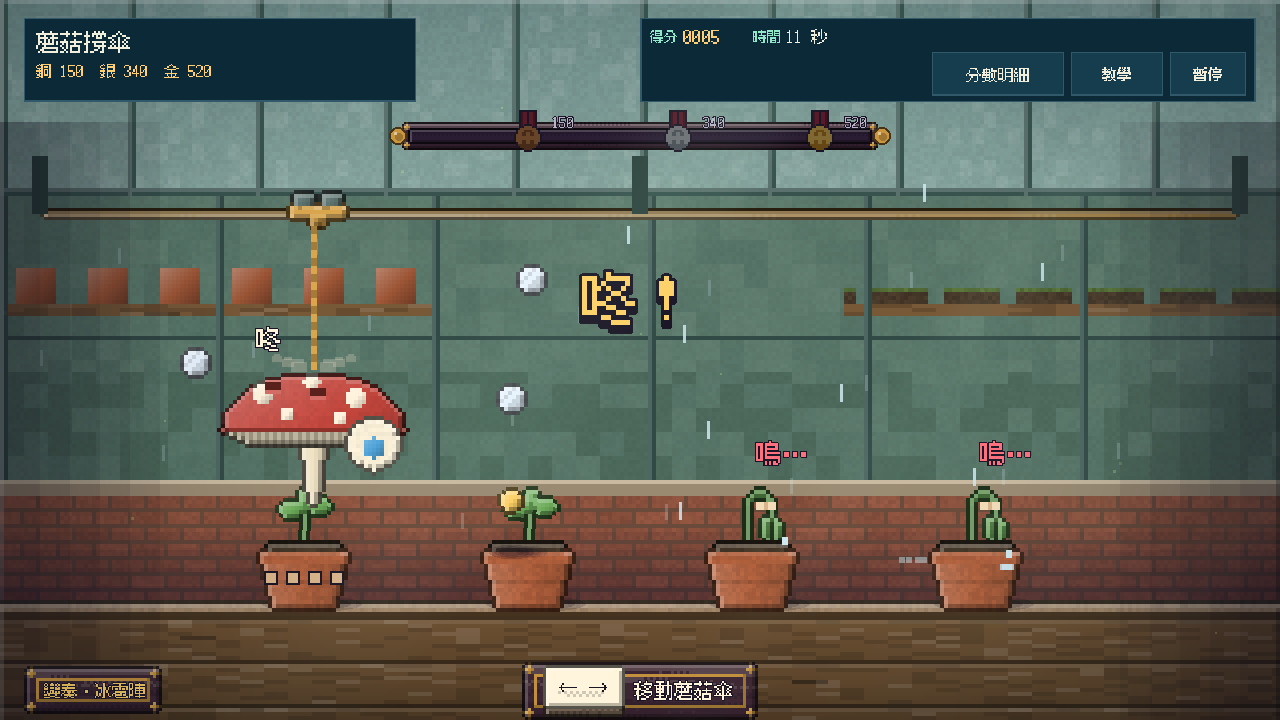 蘑菇撐傘
銅 150 銀 340 金 520
得分 0005 時間 11 秒
分數明細 教學 暫停
150 340 520
咚!
咚
嗚…
嗚…
變奏·冰雹陣
移動蘑菇傘